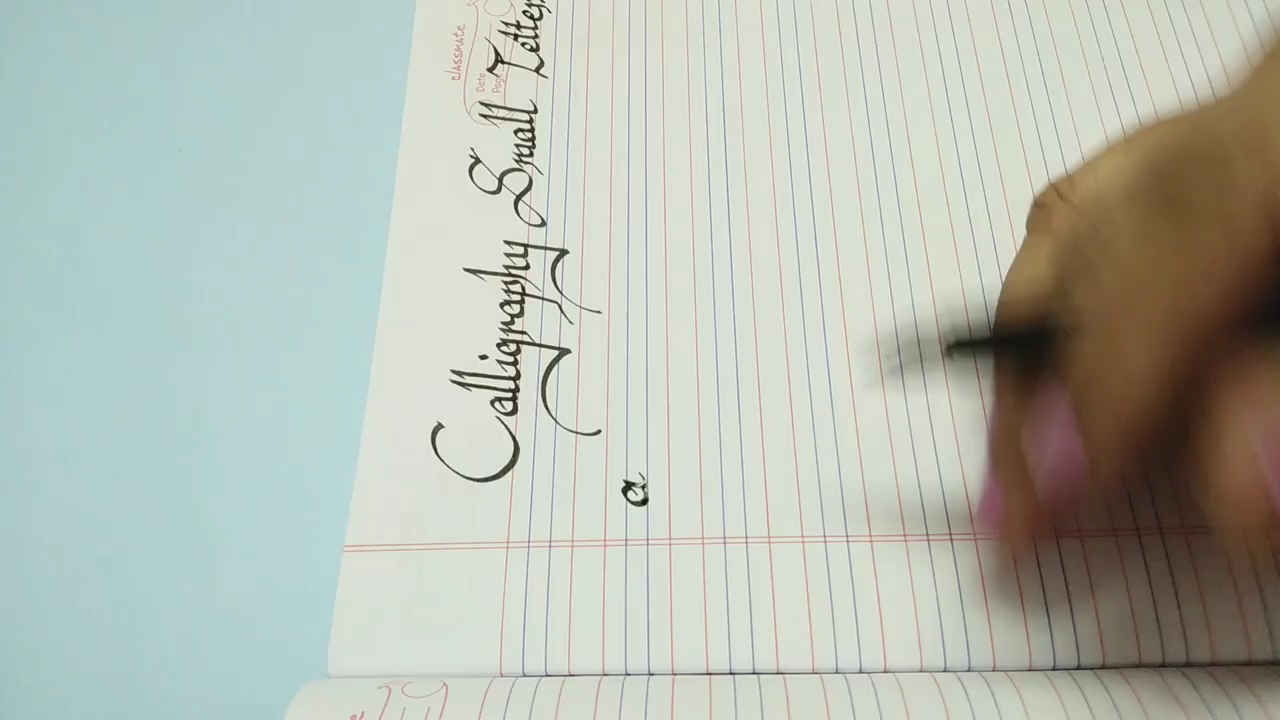 classmate
Date
Page
Calligraphy Small Letters
a